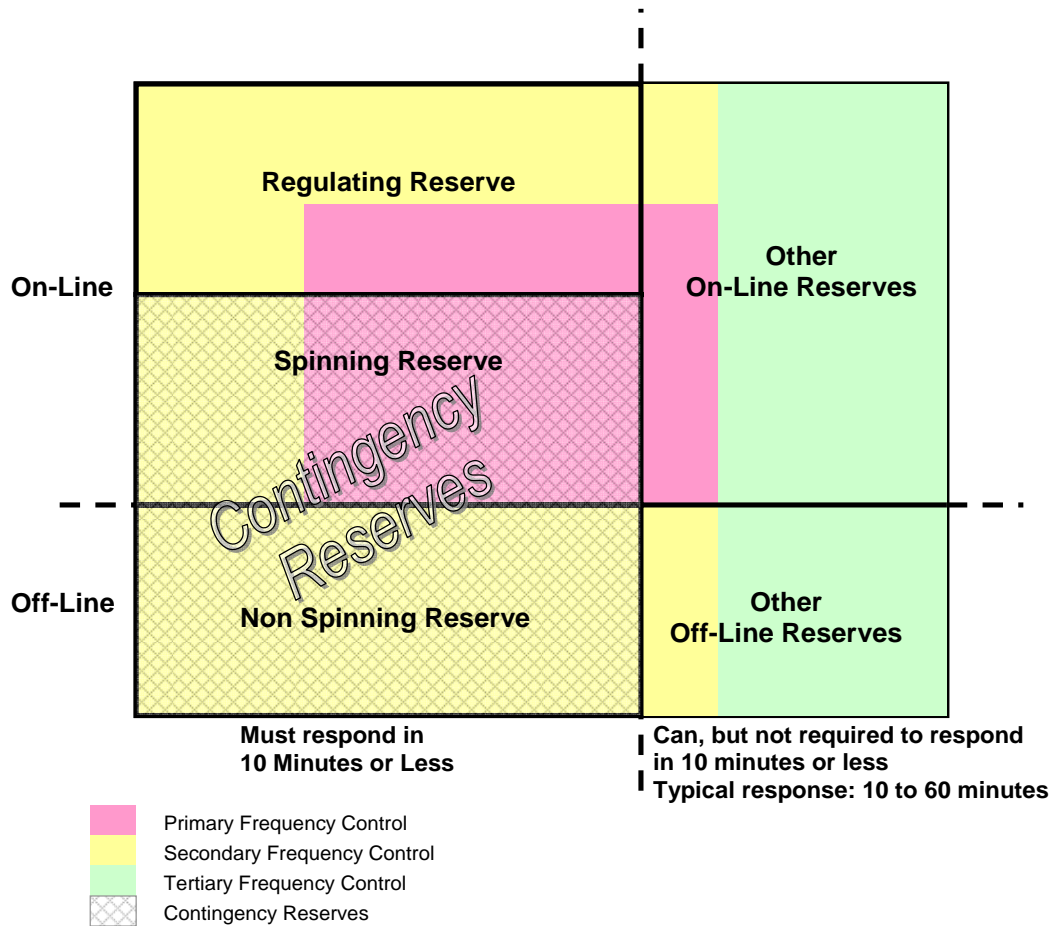 Regulating Reserve
On-Line
Other
On-Line Reserves
Spinning Reserve
Contingency
Reserves
Off-Line
Non Spinning Reserve
Other
Off-Line Reserves
Must respond in
10 Minutes or Less
Can, but not required to respond
in 10 minutes or less
Typical response: 10 to 60 minutes
Primary Frequency Control
Secondary Frequency Control
Tertiary Frequency Control
Contingency Reserves